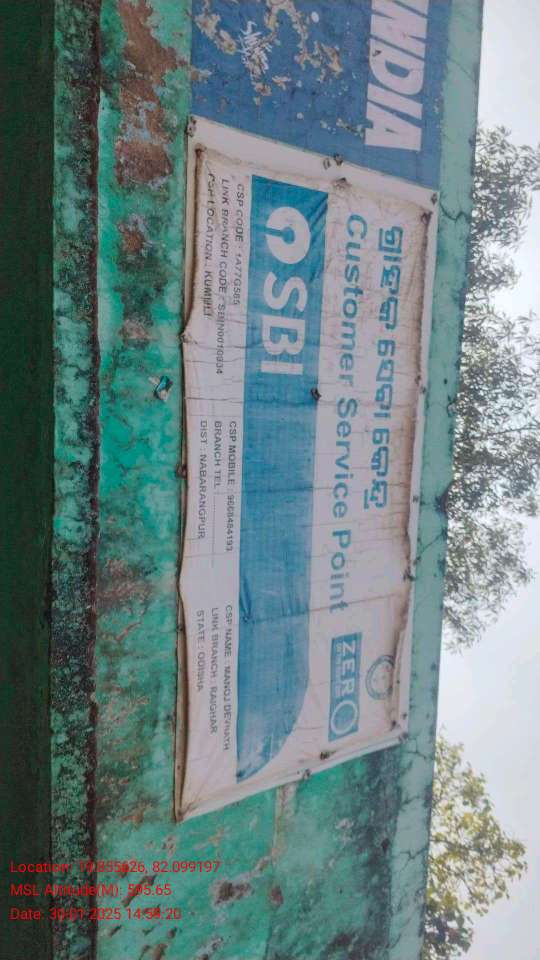 INDIA
ଗ୍ରାହକ ସେବା କେନ୍ଦ୍ର
Customer Service Point
ZERO
SBI
CSP CODE : 1A77G585
CSP MOBILE : 9668484193
CSP NAME : MANOJ DEVNATH
LINK BRANCH CODE : SBIN0010934
BRANCH TEL :
LINK BRANCH : RAIGHAR
CSP LOCATION : KUMULI
DIST : NABARANGPUR
STATE : ODISHA
Location: 19.855626, 82.099197
MSL Altitude(M): 595.65
Date: 30-01-2025 14:58:20